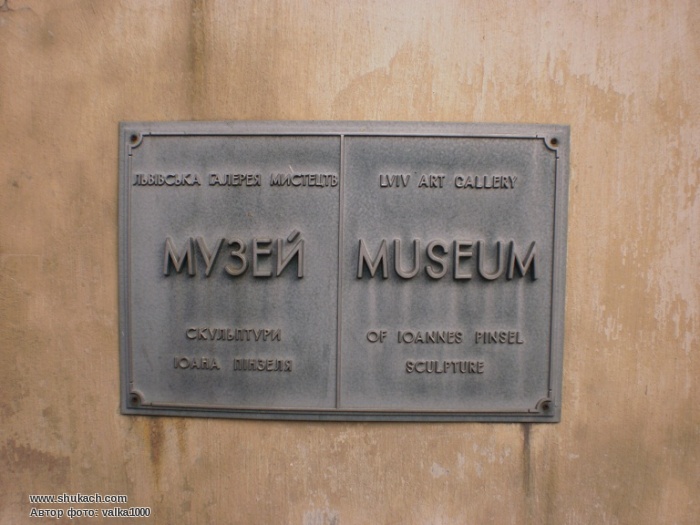 ЛЬВІВСЬКА ГАЛЕРЕЯ МИСТЕЦТВ
МУЗЕЙ
СКУЛЬПТУРИ
ІОАНА ПІНЗЕЛЯ
LVIV ART GALLERY
MUSEUM
OF IOANNES PINSEL
SCULPTURE
www.shukach.com
Автор фото: valka1000